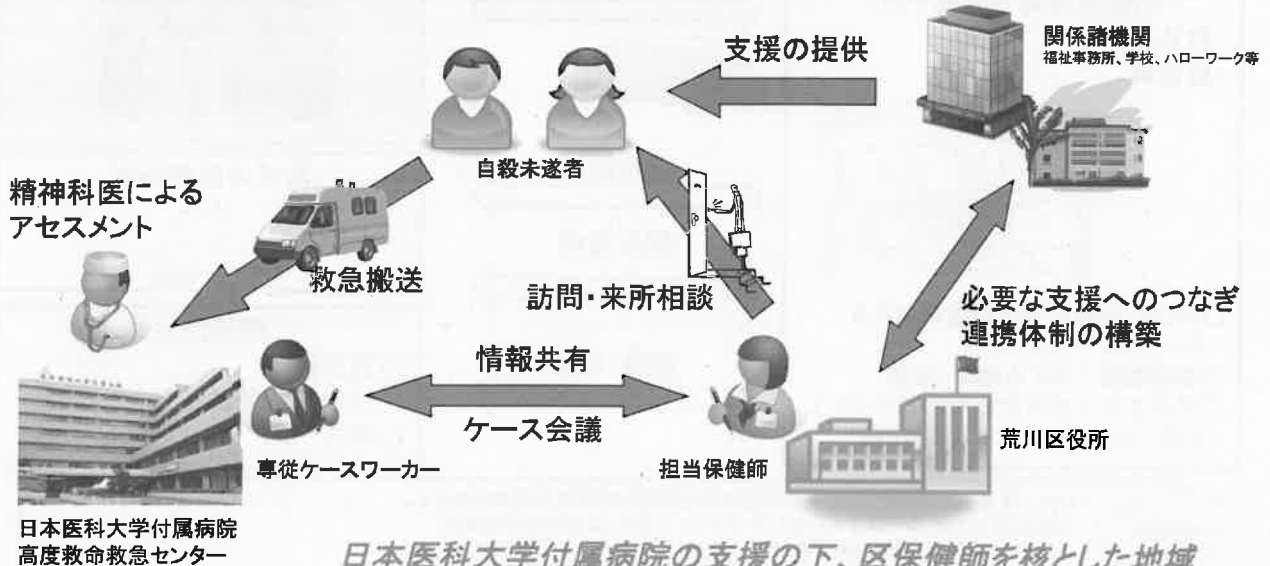 支援の提供
関係諸機関
福祉事務所、学校、ハローワーク等
自殺未遂者
精神科医による
アセスメント
救急搬送
訪問・来所相談
必要な支援へのつなぎ
連携体制の構築
情報共有
ケース会議
専従ケースワーカー
担当保健師
荒川区役所
日本医科大学付属病院
高度救命救急センター
日本医科大学付属病院の支援の下、区保健師を核とした地域